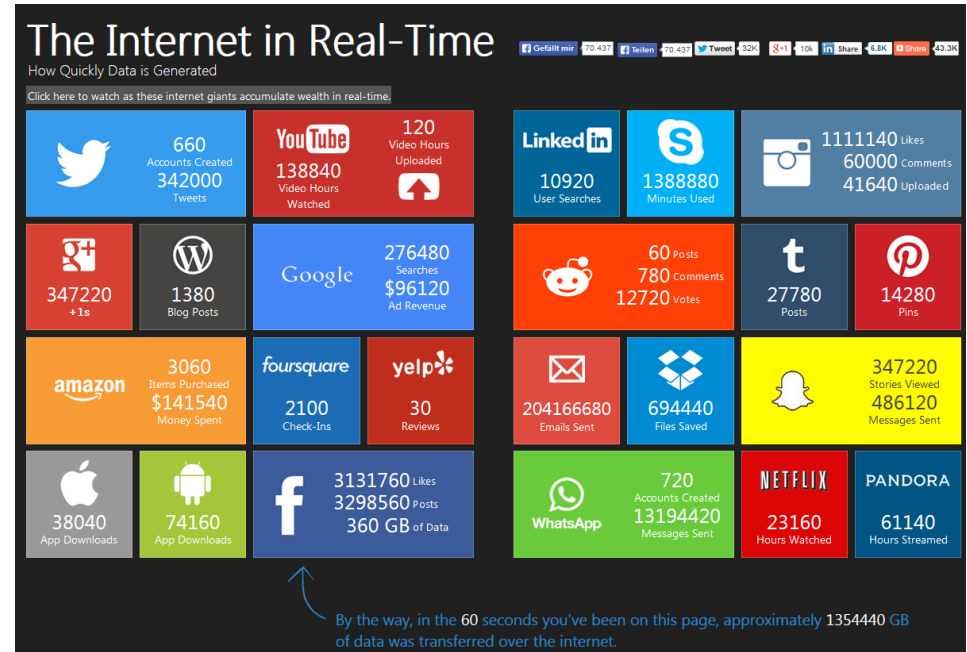 The Internet in Real-Time
Gefällt mir 70.437 Teilen 70.437 Tweet 32K g+1 10k in Share 6.8K Share 43.3K
How Quickly Data is Generated
Click here to watch as these internet giants accumulate wealth in real-time.
660
Accounts Created
342000
Tweets
YouTube
138840
Video Hours
Watched
120
Video Hours
Uploaded
Linked in
10920
User Searches
S
1388880
Minutes Used
1111140 Likes
60000 Comments
41640 Uploaded
g+
347220
+1s
W
1380
Blog Posts
Google
276480
Searches
$96120
Ad Revenue
60 Posts
780 Comments
12720 Votes
t
27780
Posts
P
14280
Pins
amazon
3060
Items Purchased
$141540
Money Spent
foursquare
2100
Check-Ins
yelp
30
Reviews
204166680
Emails Sent
694440
Files Saved
347220
Stories Viewed
486120
Messages Sent
38040
App Downloads
74160
App Downloads
f
3131760 Likes
3298560 Posts
360 GB of Data
WhatsApp
720
Accounts Created
13194420
Messages Sent
NETFLIX
23160
Hours Watched
PANDORA
61140
Hours Streamed
By the way, in the 60 seconds you've been on this page, approximately 1354440 GB
of data was transferred over the internet.